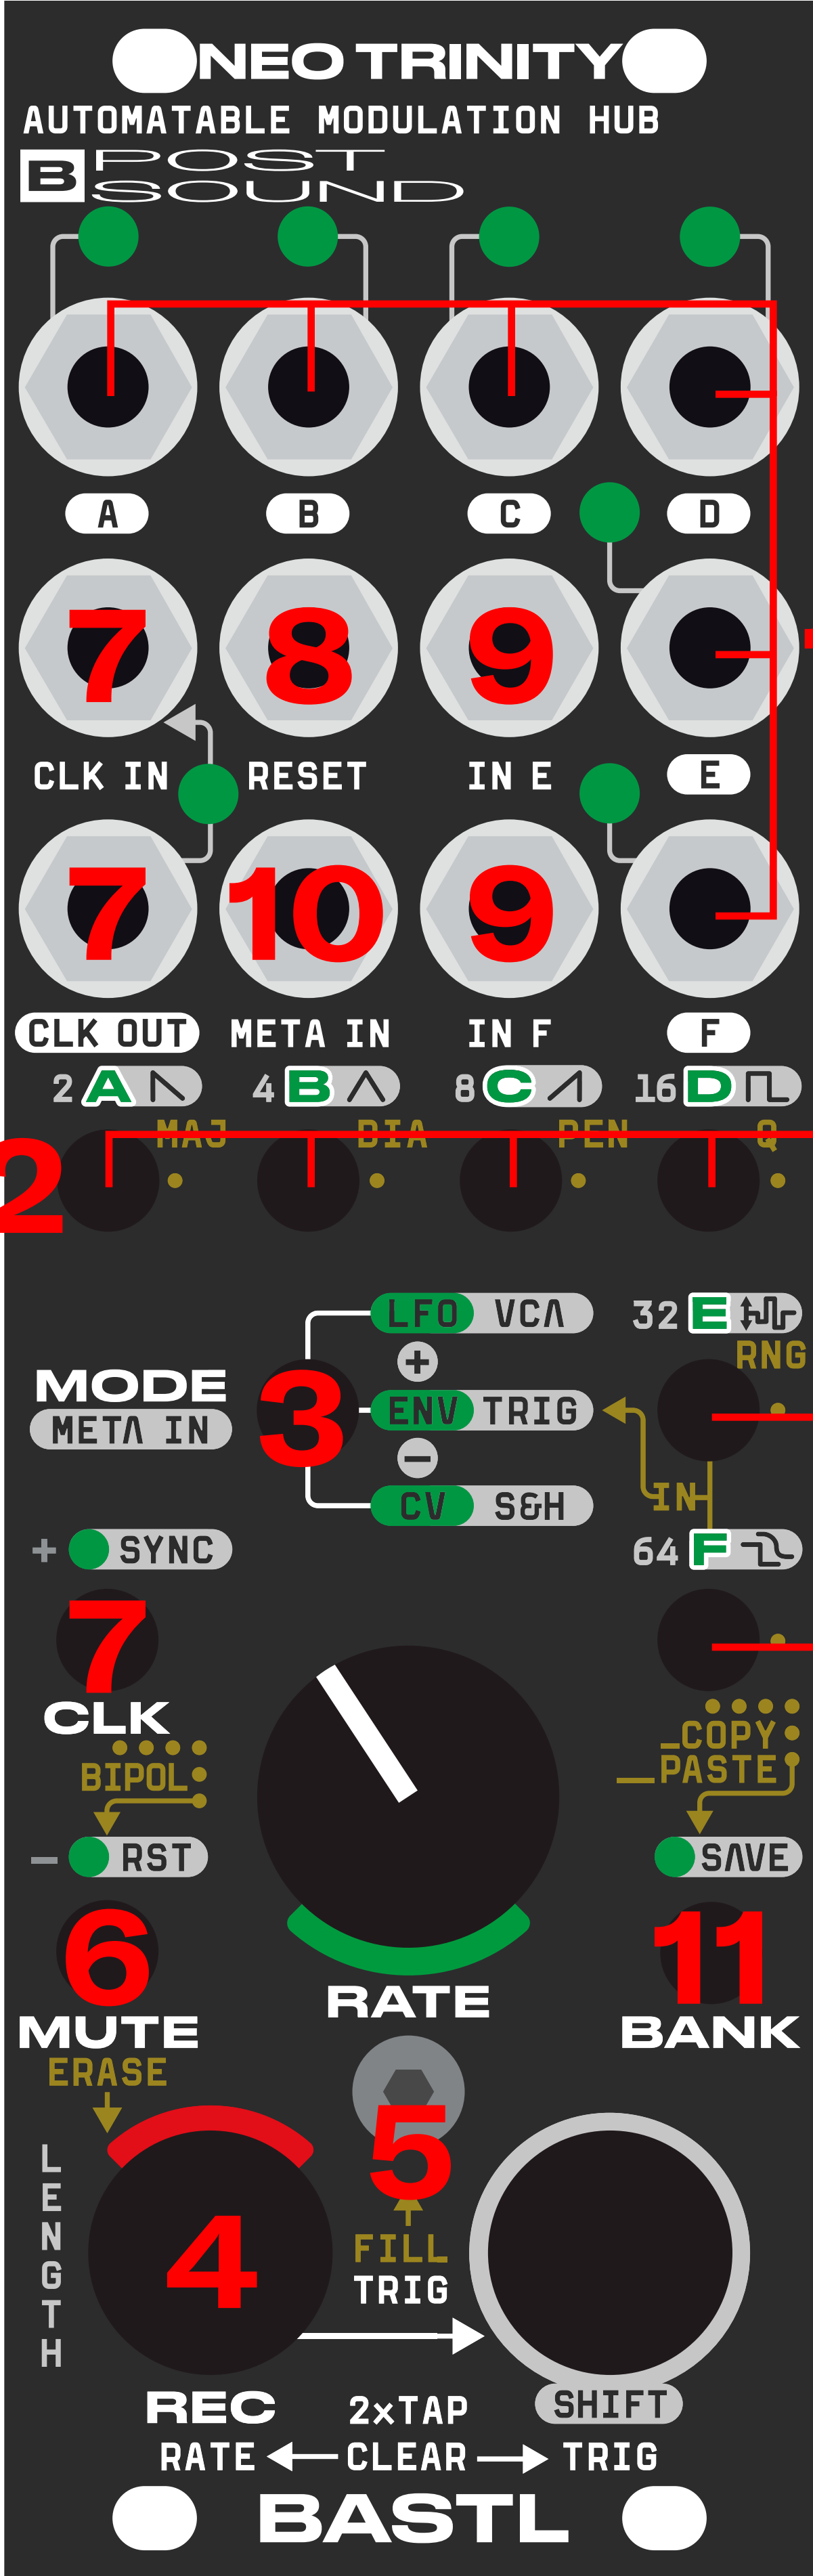 NEO TRINITY
AUTOMATABLE MODULATION HUB
B POST
SOUND
A B C D
7 8 9
CLK IN RESET IN E E
7 10 9
CLK OUT META IN IN F F
2 A 4 B 8 C 16 D
MAJ DIA PEN Q
2
LFO VCA 32 E
+ RNG
MODE
META IN
3 ENV TRIG
−
IN
CV S&H
+ SYNC 64 F
7
CLK
COPY
PASTE
BIPOL
− RST SAVE
6 11
RATE
MUTE BANK
ERASE
5
LENGTH
4
FILL
TRIG
REC 2xTAP SHIFT
RATE CLEAR TRIG
BASTL